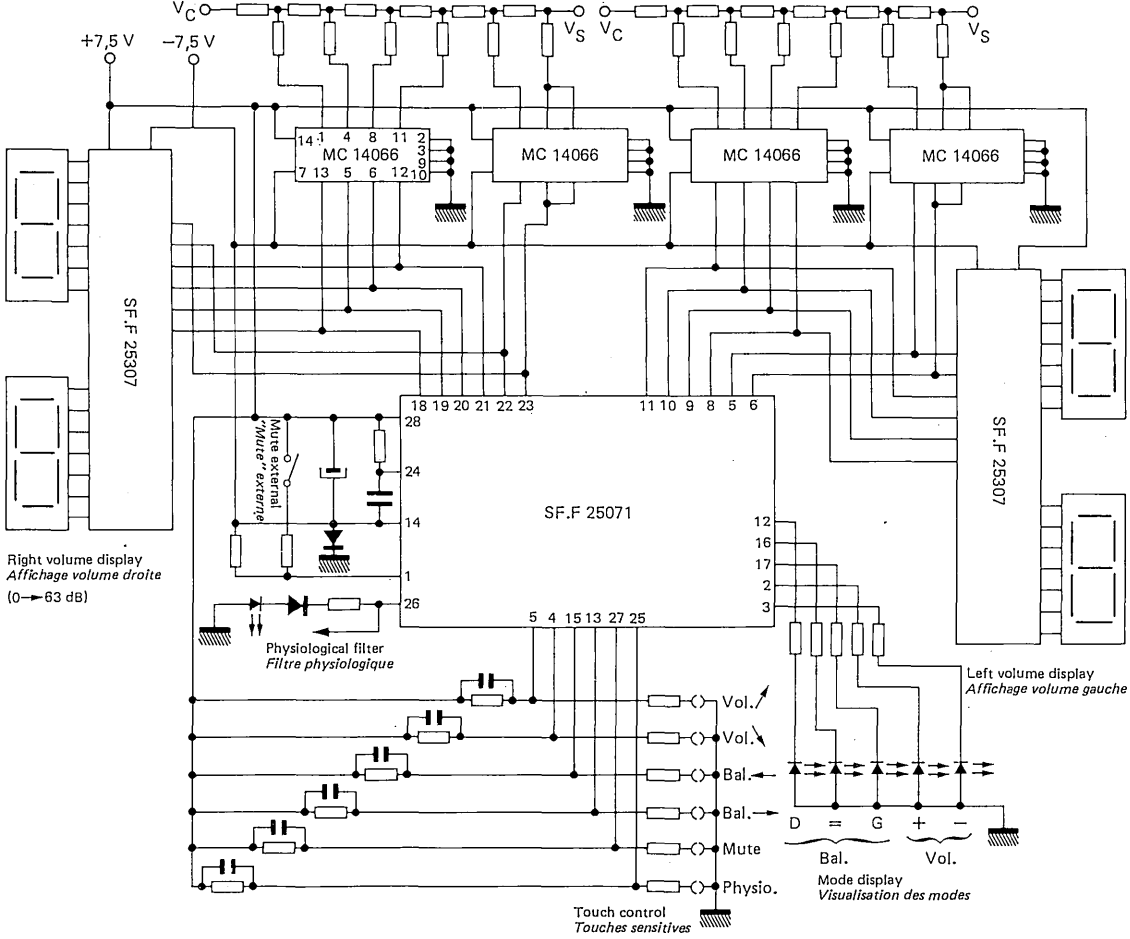 VC
VS
VC
VS
+7,5 V
−7,5 V
14 1 4 8 11 2
MC 14066
3
9
7 13 5 6 12 10
MC 14066
MC 14066
MC 14066
SF.F 25307
SF.F 25307
18 19 20 21 22 23
11 10 9 8 5 6
28
24
14
1
26
Mute external
"Mute" externe
SF.F 25071
12
16
17
2
3
5 4 15 13 27 25
Right volume display
Affichage volume droite
(0→63 dB)
Physiological filter
Filtre physiologique
Left volume display
Affichage volume gauche
Vol.
Vol.
Bal.
Bal.
Mute
Physio.
D = G + −
Bal.
Vol.
Mode display
Visualisation des modes
Touch control
Touches sensitives